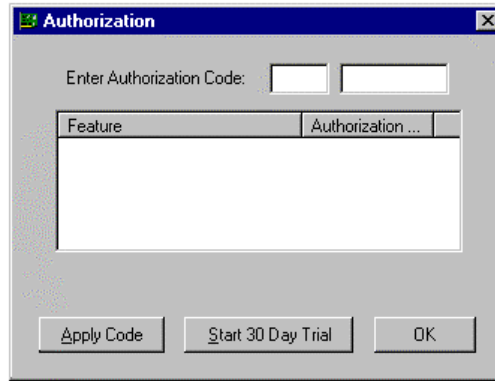 Authorization
Enter Authorization Code:
Feature Authorization ...
Apply Code Start 30 Day Trial OK